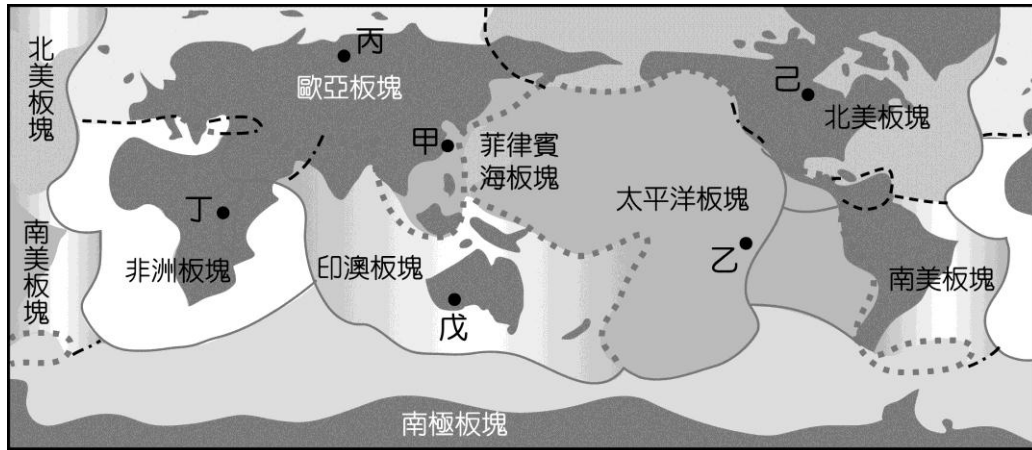 北美板塊
丙
歐亞板塊
己
北美板塊
甲
菲律賓
海板塊
丁
太平洋板塊
乙
南美板塊
非洲板塊
印澳板塊
戊
南美板塊
南極板塊